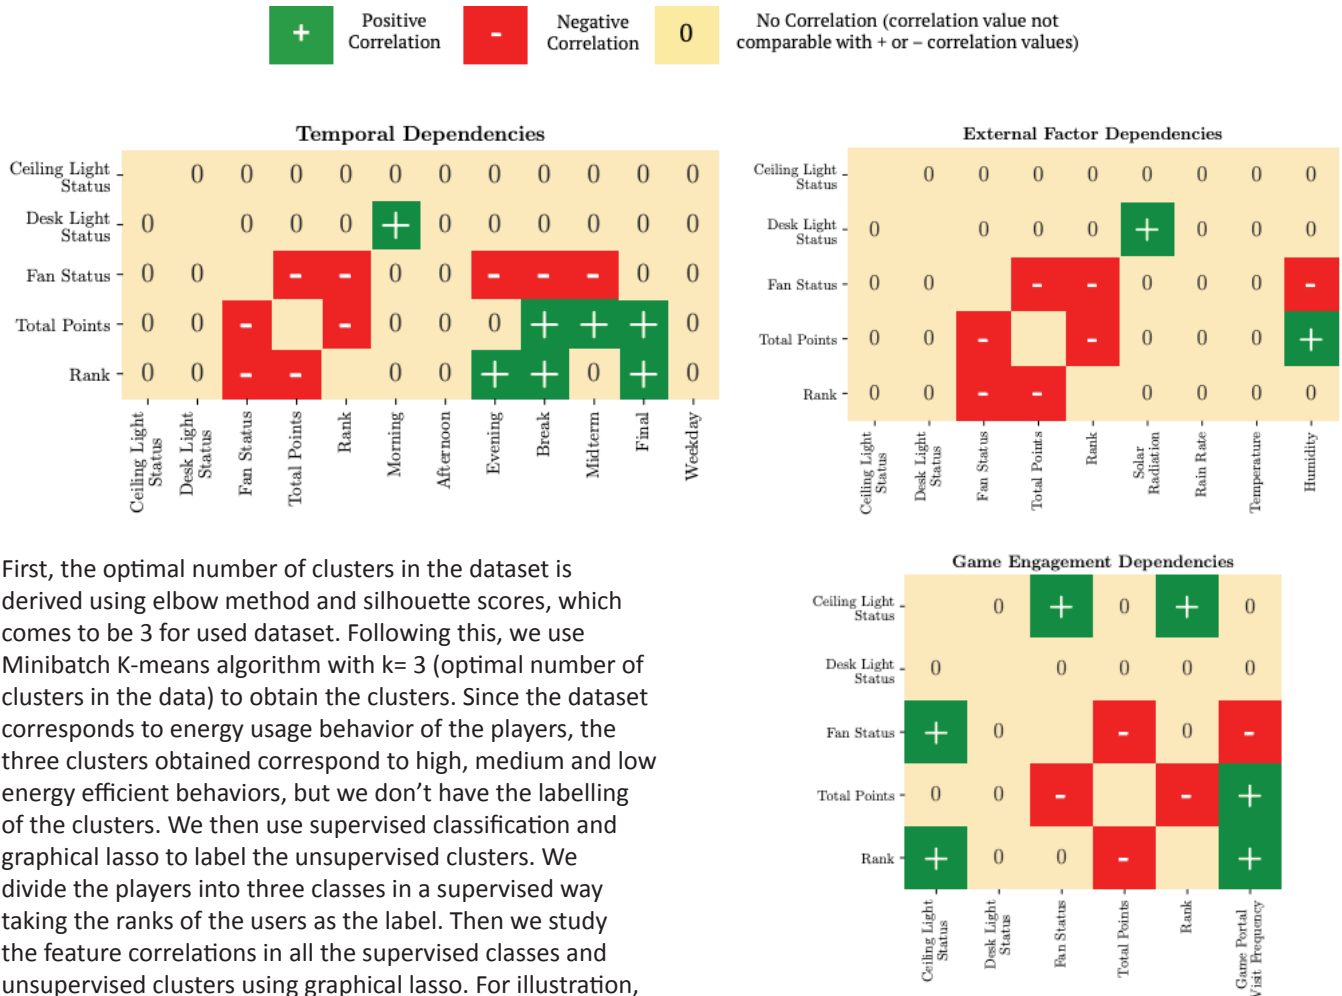 + Positive Correlation - Negative Correlation 0 No Correlation (correlation value not comparable with + or – correlation values)
Temporal Dependencies
Ceiling Light Status 0 0 0 0 0 0 0 0 0 0 0
Desk Light Status 0 0 0 0 + 0 0 0 0 0 0
Fan Status 0 0 - - 0 0 - - - 0 0
Total Points 0 0 - - 0 0 0 + + + 0
Rank 0 0 - - 0 0 + + 0 + 0
Ceiling Light Status Desk Light Status Fan Status Total Points Rank Morning Afternoon Evening Break Midterm Final Weekday
External Factor Dependencies
Ceiling Light Status 0 0 0 0 0 0 0 0
Desk Light Status 0 0 0 0 + 0 0 0
Fan Status 0 0 - - 0 0 0 -
Total Points 0 0 - - 0 0 0 +
Rank 0 0 - - 0 0 0 0
Ceiling Light Status Desk Light Status Fan Status Total Points Rank Solar Radiation Rain Rate Temperature Humidity
First, the optimal number of clusters in the dataset is
derived using elbow method and silhouette scores, which
comes to be 3 for used dataset. Following this, we use
Minibatch K-means algorithm with k= 3 (optimal number of
clusters in the data) to obtain the clusters. Since the dataset
corresponds to energy usage behavior of the players, the
three clusters obtained correspond to high, medium and low
energy efficient behaviors, but we don’t have the labelling
of the clusters. We then use supervised classification and
graphical lasso to label the unsupervised clusters. We
divide the players into three classes in a supervised way
taking the ranks of the users as the label. Then we study
the feature correlations in all the supervised classes and
unsupervised clusters using graphical lasso. For illustration,
Game Engagement Dependencies
Ceiling Light Status 0 + 0 + 0
Desk Light Status 0 0 0 0 0
Fan Status + 0 - 0 -
Total Points 0 0 - - +
Rank + 0 0 - +
Ceiling Light Status Desk Light Status Fan Status Total Points Rank Game Portal Visit Frequency